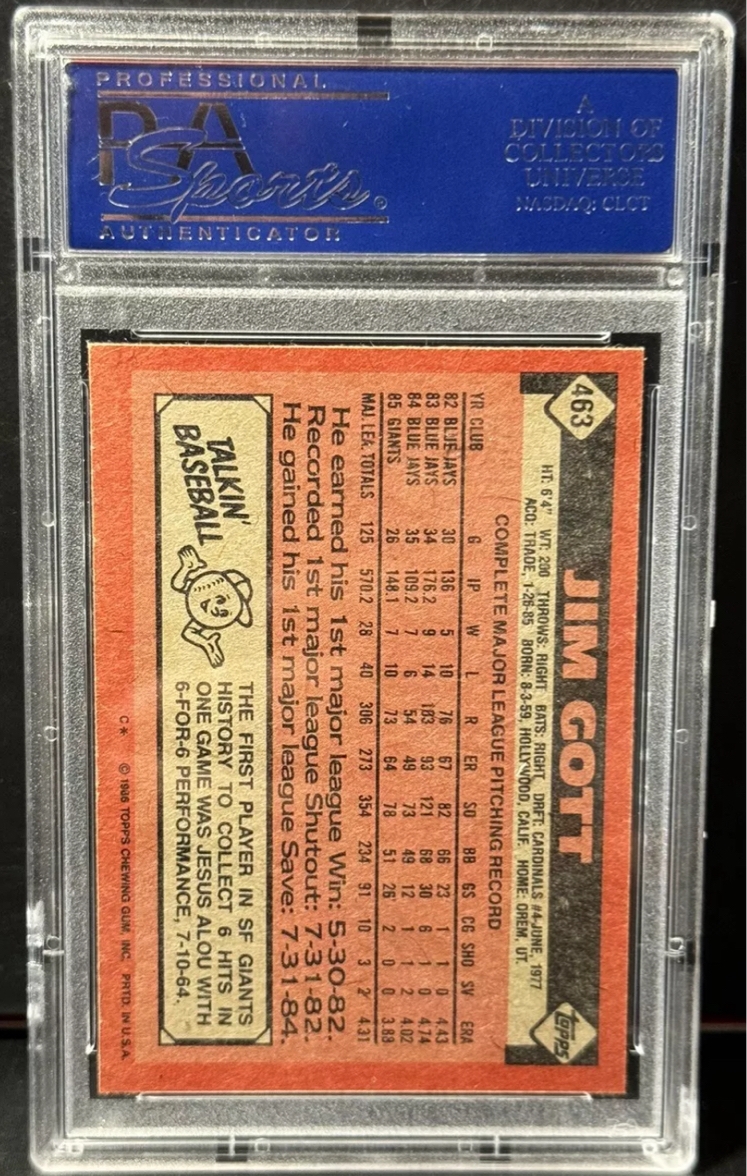 PROFESSIONAL
PSA
Sports.®
AUTHENTICATOR
A
DIVISION OF
COLLECTORS
UNIVERSE
NASDAQ: CLCT
463
JIM GOTT
topps
HT: 6'4" WT: 200 THROWS: RIGHT BATS: RIGHT DRFT: CARDINALS #4-JUNE, 1977
ACQ: TRADE, 1-26-85 BORN: 8-3-59, HOLLYWOOD, CALIF. HOME: OREM, UT.
COMPLETE MAJOR LEAGUE PITCHING RECORD
YR CLUB G IP W L R ER SO BB GS CG SHO SV ERA
82 BLUE JAYS 30 136 5 10 76 67 82 66 23 1 1 0 4.43
83 BLUE JAYS 34 176.2 9 14 103 93 121 68 30 6 1 0 4.74
84 BLUE JAYS 35 109.2 7 6 54 49 73 49 12 1 1 2 4.02
85 GIANTS 26 148.1 7 10 73 64 78 51 26 2 0 0 3.88
MAJ. LEA. TOTALS 125 570.2 28 40 306 273 354 234 91 10 3 2 4.31
He earned his 1st major league Win: 5-30-82.
Recorded 1st major league Shutout: 7-31-82.
He gained his 1st major league Save: 7-31-84.
TALKIN'
BASEBALL
THE FIRST PLAYER IN SF GIANTS
HISTORY TO COLLECT 6 HITS IN
ONE GAME WAS JESUS ALOU WITH
6-FOR-6 PERFORMANCE, 7-10-64.
C* © 1986 TOPPS CHEWING GUM, INC. PRTD. IN U.S.A.